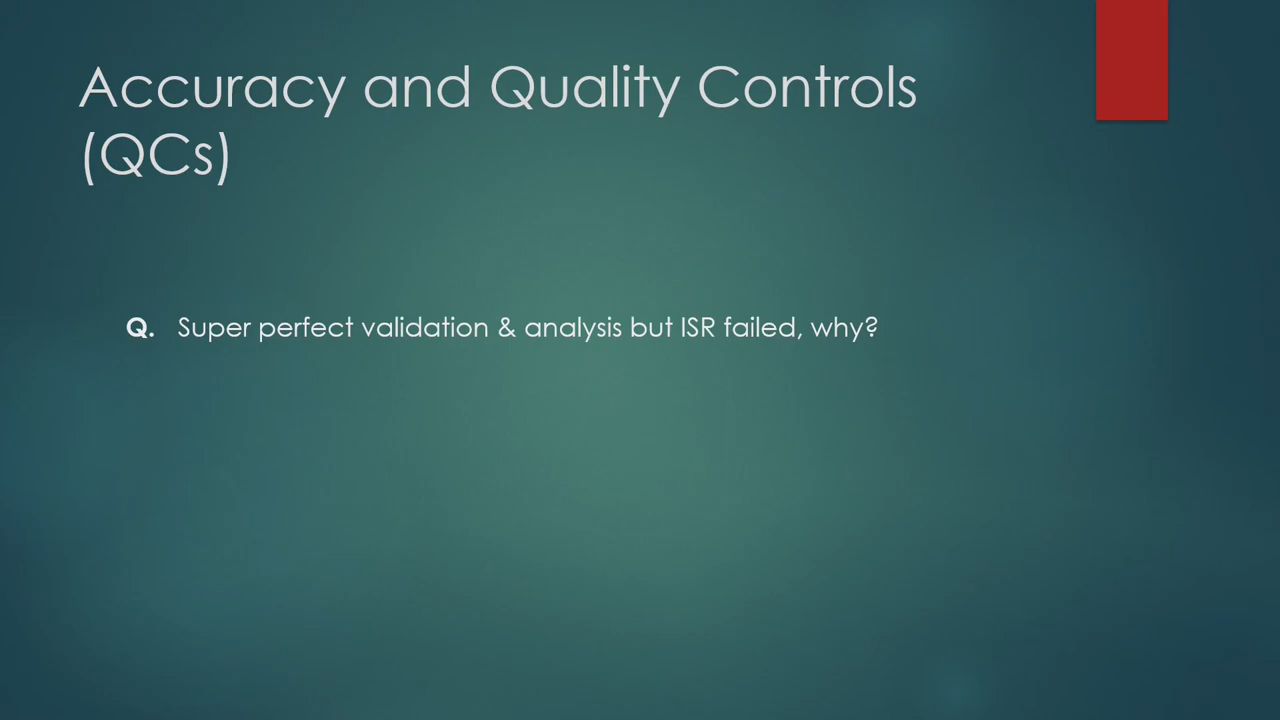 Accuracy and Quality Controls
(QCs)
Q. Super perfect validation & analysis but ISR failed, why?